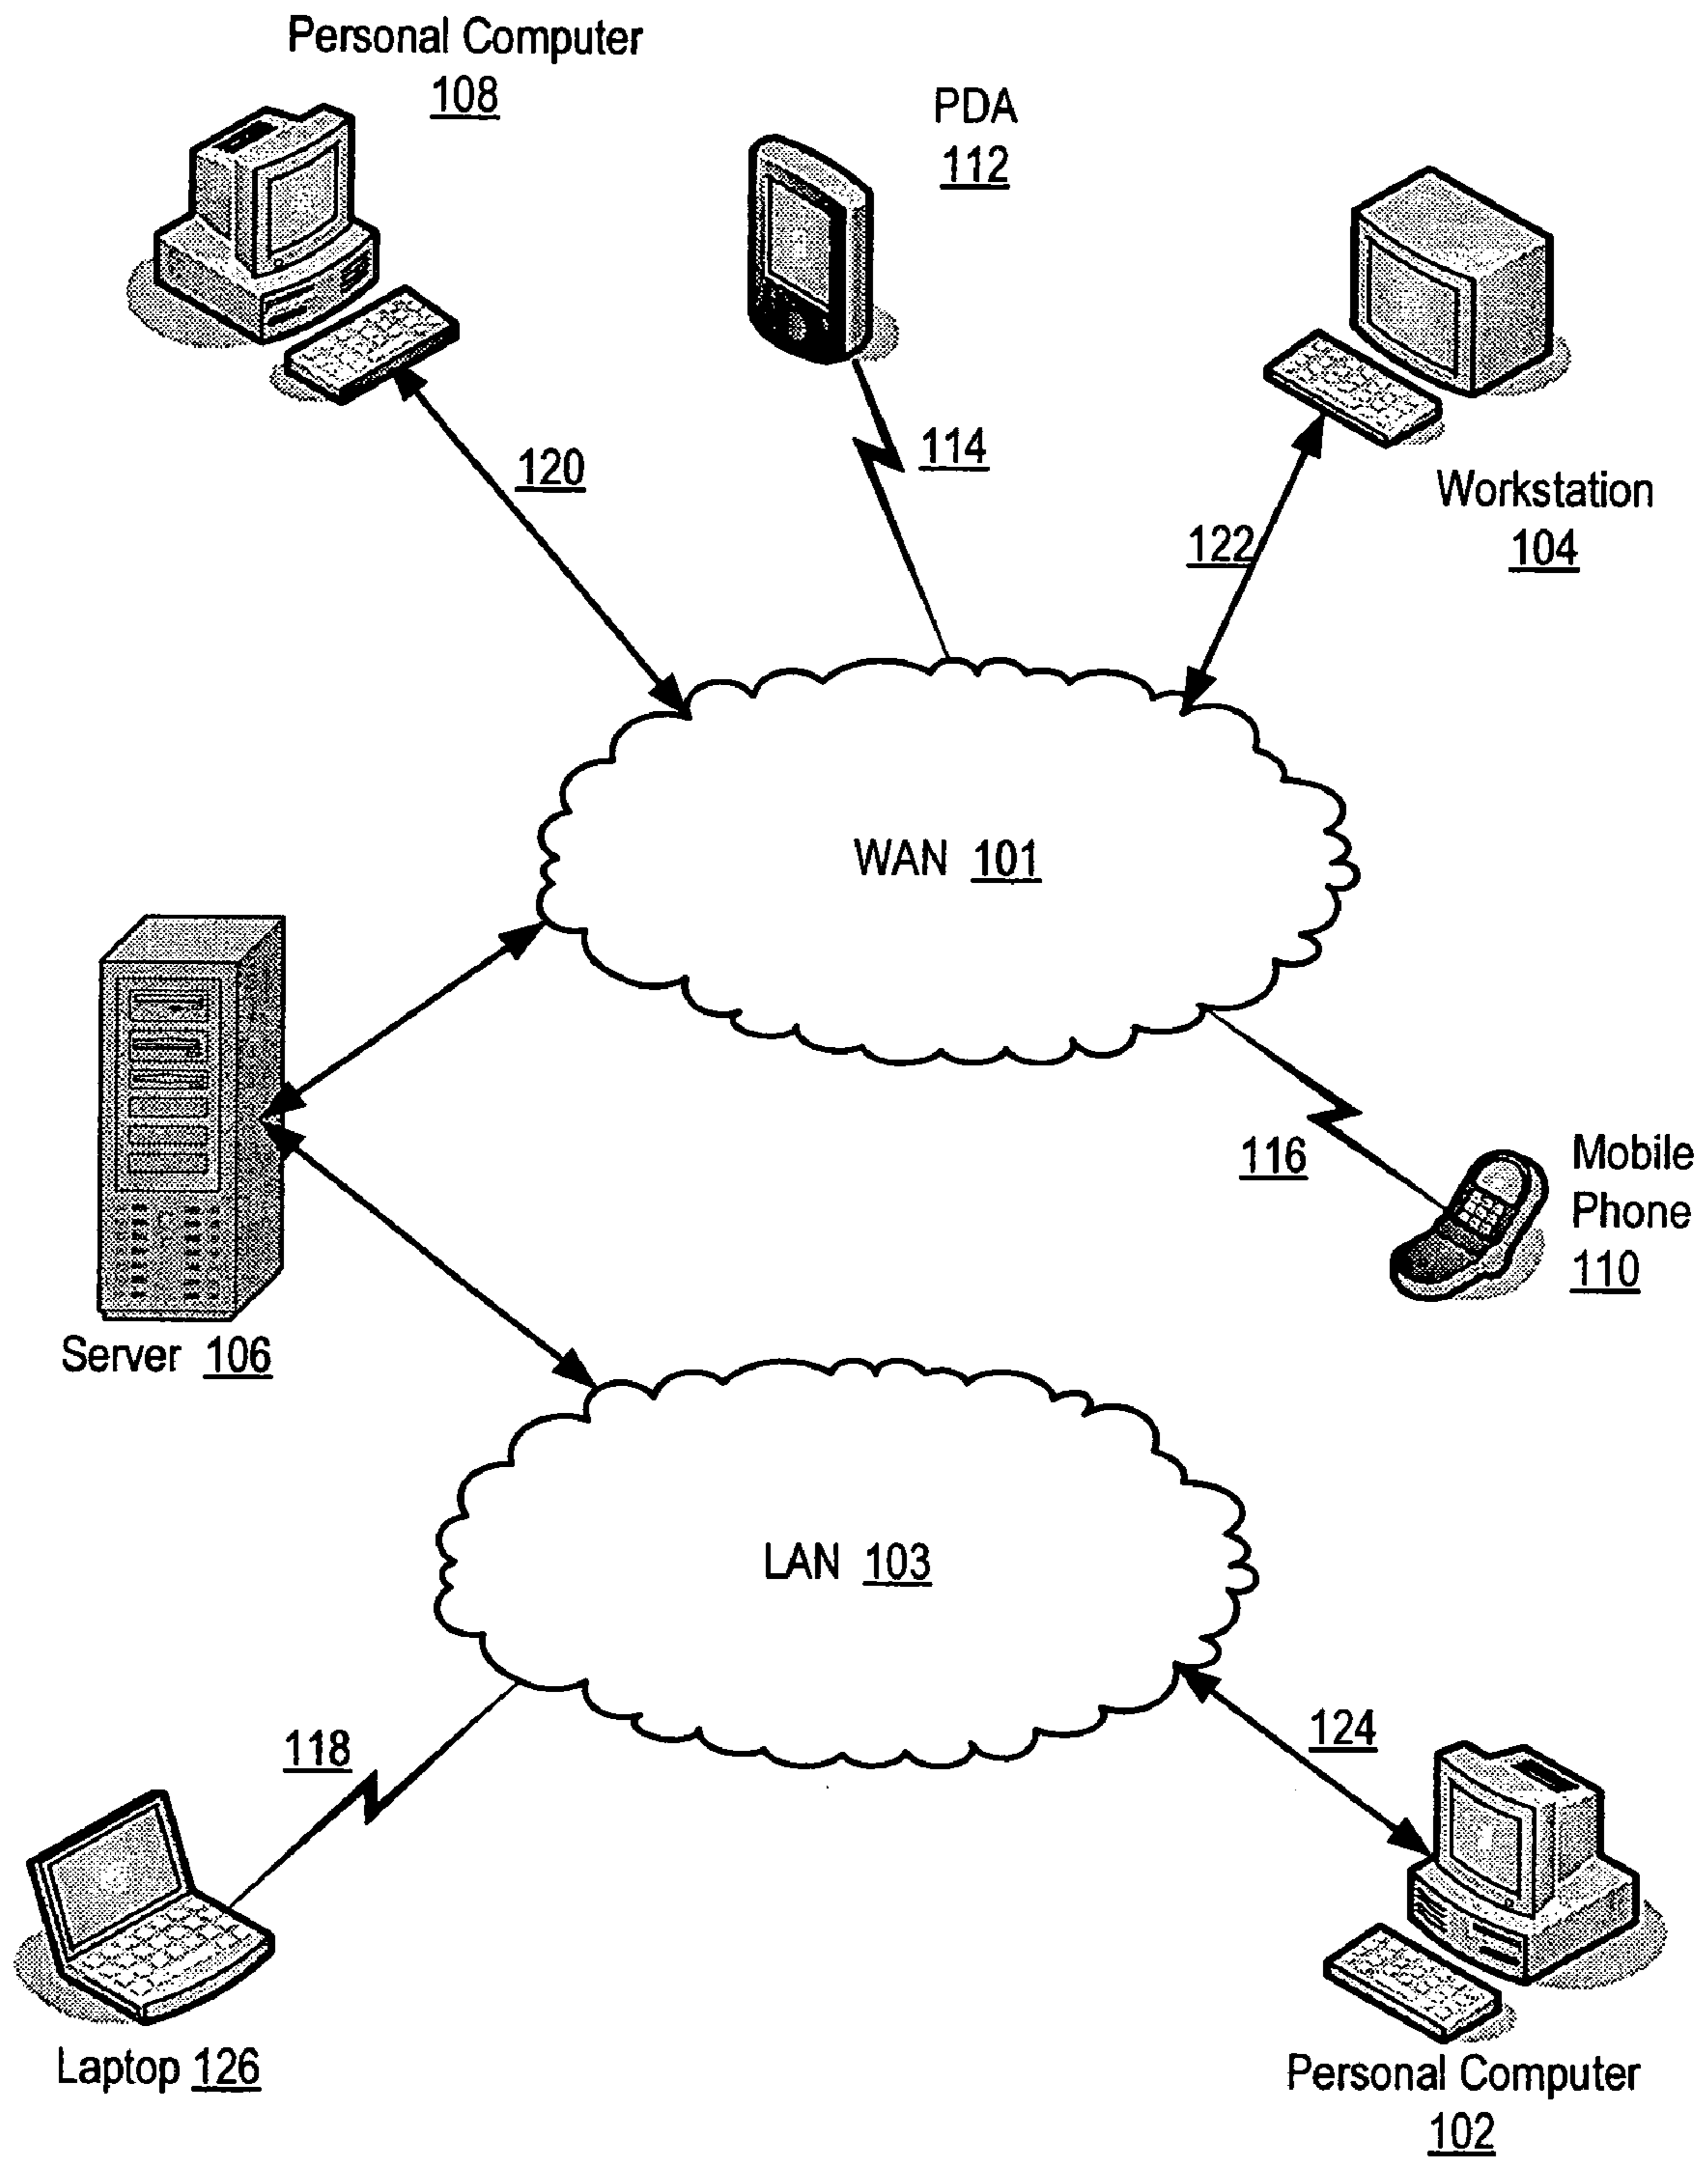 Personal Computer
108
PDA
112
120
114
122
Workstation
104
WAN 101
116
Mobile
Phone
110
Server 106
LAN 103
118
124
Laptop 126
Personal Computer
102